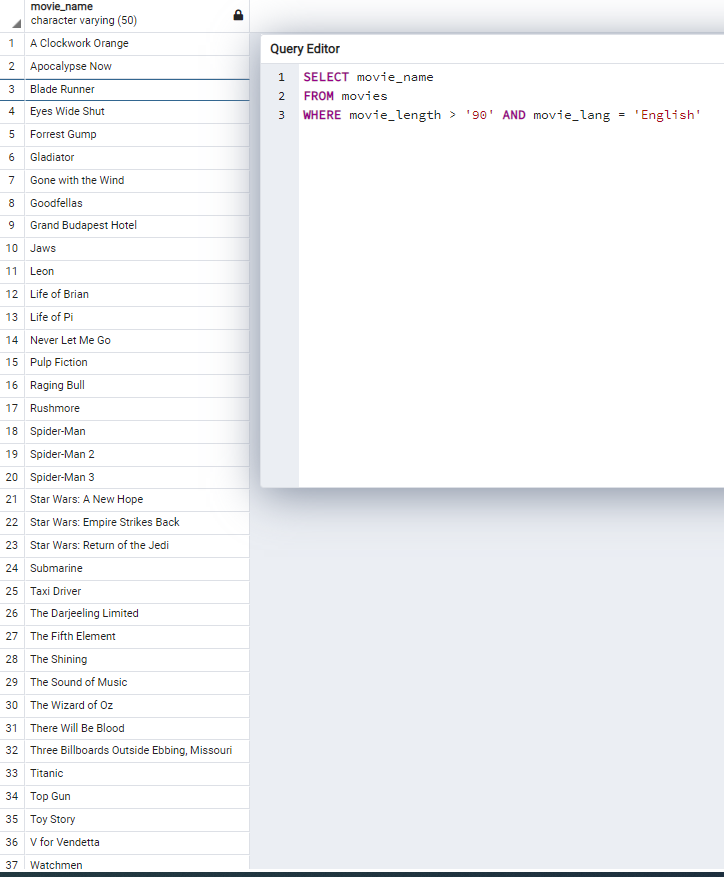 movie_name
character varying (50)
1 A Clockwork Orange
2 Apocalypse Now
3 Blade Runner
4 Eyes Wide Shut
5 Forrest Gump
6 Gladiator
7 Gone with the Wind
8 Goodfellas
9 Grand Budapest Hotel
10 Jaws
11 Leon
12 Life of Brian
13 Life of Pi
14 Never Let Me Go
15 Pulp Fiction
16 Raging Bull
17 Rushmore
18 Spider-Man
19 Spider-Man 2
20 Spider-Man 3
21 Star Wars: A New Hope
22 Star Wars: Empire Strikes Back
23 Star Wars: Return of the Jedi
24 Submarine
25 Taxi Driver
26 The Darjeeling Limited
27 The Fifth Element
28 The Shining
29 The Sound of Music
30 The Wizard of Oz
31 There Will Be Blood
32 Three Billboards Outside Ebbing, Missouri
33 Titanic
34 Top Gun
35 Toy Story
36 V for Vendetta
37 Watchmen
Query Editor
1 SELECT movie_name
2 FROM movies
3 WHERE movie_length > '90' AND movie_lang = 'English'